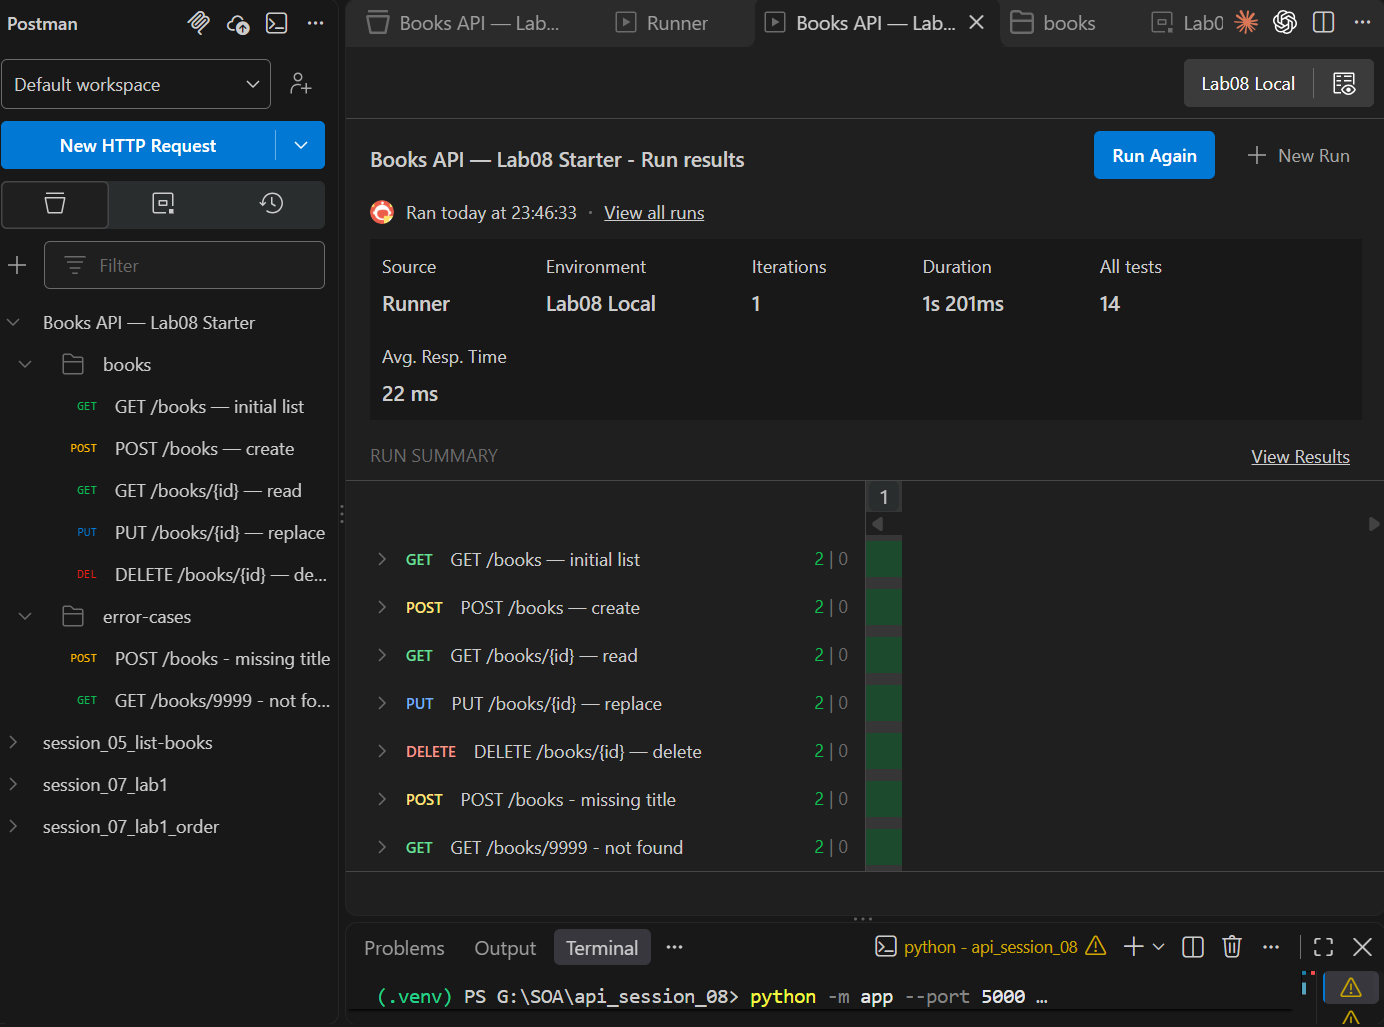 Postman
Default workspace
New HTTP Request
Filter
Books API — Lab08 Starter
books
GET GET /books — initial list
POST POST /books — create
GET GET /books/{id} — read
PUT PUT /books/{id} — replace
DEL DELETE /books/{id} — de...
error-cases
POST POST /books - missing title
GET GET /books/9999 - not fo...
session_05_list-books
session_07_lab1
session_07_lab1_order
Books API — Lab... Runner Books API — Lab... books Lab0
Lab08 Local
Books API — Lab08 Starter - Run results Run Again New Run
Ran today at 23:46:33 · View all runs
Source Environment Iterations Duration All tests
Runner Lab08 Local 1 1s 201ms 14
Avg. Resp. Time
22 ms
RUN SUMMARY View Results
1
GET GET /books — initial list 2 | 0
POST POST /books — create 2 | 0
GET GET /books/{id} — read 2 | 0
PUT PUT /books/{id} — replace 2 | 0
DELETE DELETE /books/{id} — delete 2 | 0
POST POST /books - missing title 2 | 0
GET GET /books/9999 - not found 2 | 0
Problems Output Terminal ··· python - api_session_08
(.venv) PS G:\SOA\api_session_08> python -m app --port 5000 …